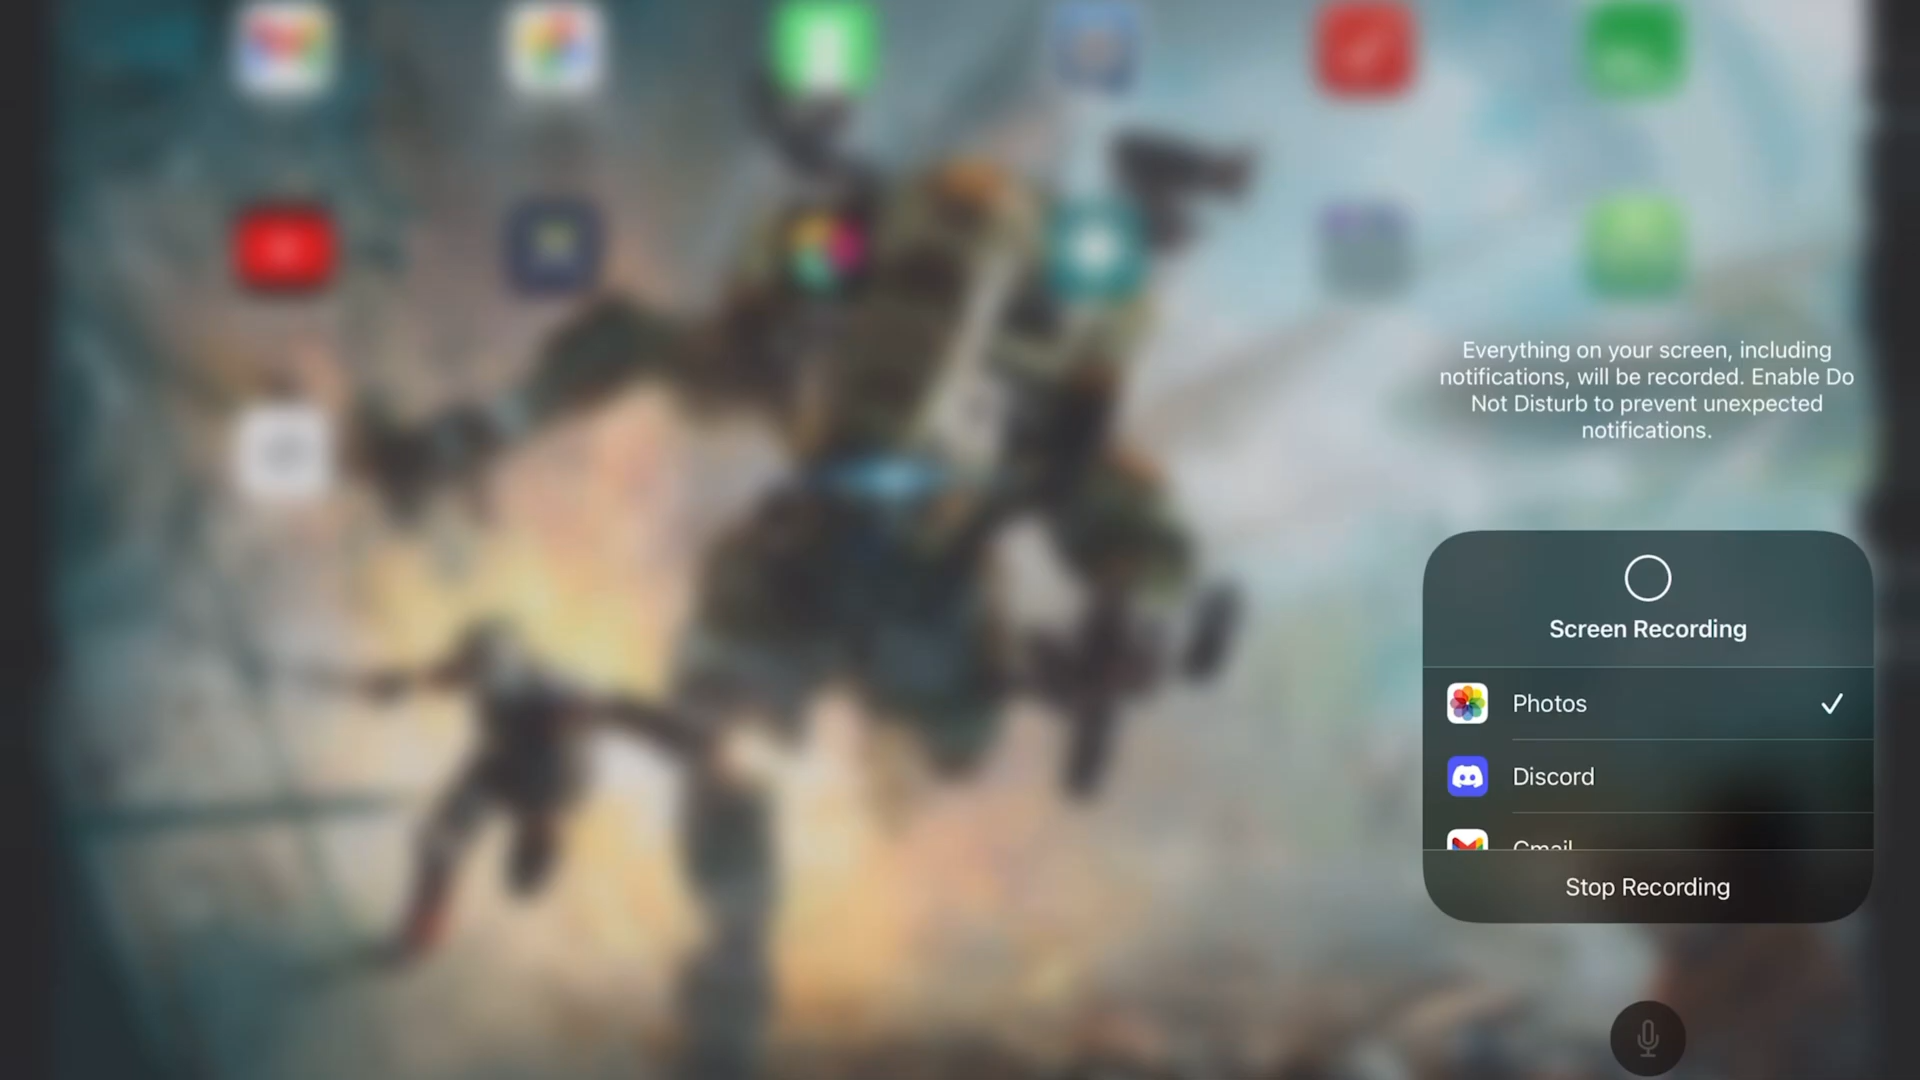 Everything on your screen, including
notifications, will be recorded. Enable Do
Not Disturb to prevent unexpected
notifications.
Screen Recording
Photos
Discord
Gmail
Stop Recording